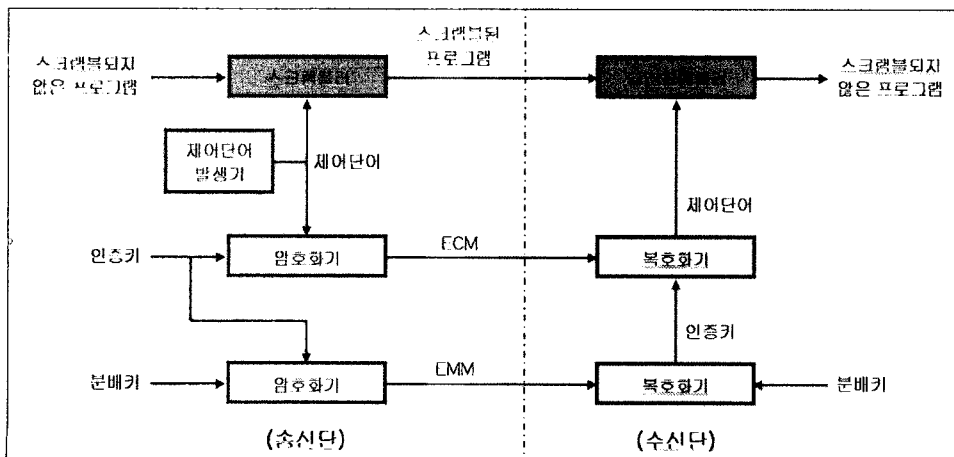 스크램블된
프로그램
스크램블되지
않은 프로그램
스크램블러
스크램블되지
않은 프로그램
제어단어
발생기
제어단어
제어단어
인증키
암호화기
ECM
복호화기
인증키
분배키
암호화기
EMM
복호화기
분배키
(송신단)
(수신단)